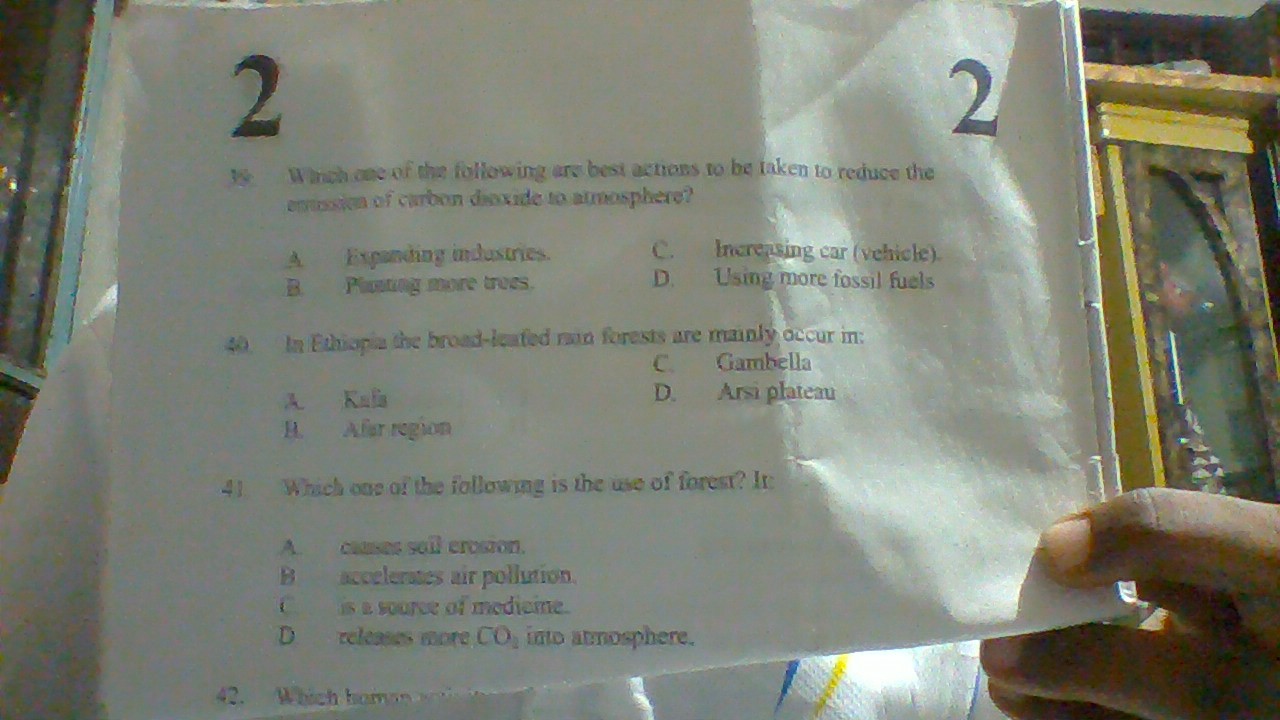 2 2
39. Which one of the following are best actions to be taken to reduce the
emission of carbon dioxide to atmosphere?
A. Expanding industries. C. Increasing car (vehicle).
B. Planting more trees. D. Using more fossil fuels
40. In Ethiopia the broad-leafed rain forests are mainly occur in:
C. Gambella
A. Kafa D. Arsi plateau
B. Afar region
41 Which one of the following is the use of forest? It:
A. causes soil erosion.
B accelerates air pollution.
C. is a source of medicine.
D releases more CO₂ into atmosphere.
42. Which human